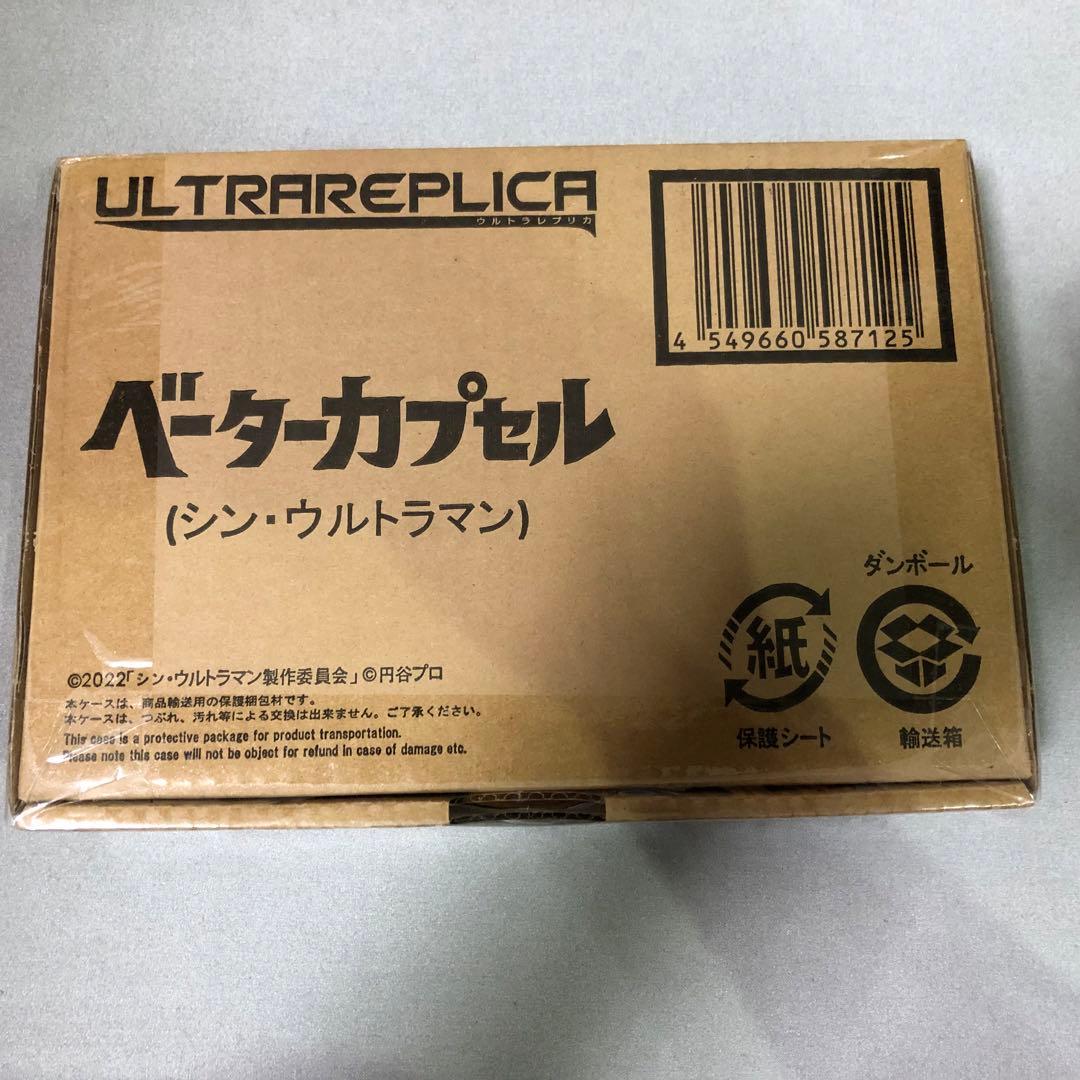 ULTRAREPLICA
ウルトラレプリカ
4 549660 587125
ベーターカプセル
(シン・ウルトラマン)
ダンボール
紙
保護シート
輸送箱
©2022「シン・ウルトラマン製作委員会」©円谷プロ
本ケースは、商品輸送用の保護梱包材です。
本ケースは、つぶれ、汚れ等による交換は出来ません。ご了承ください。
This case is a protective package for product transportation.
Please note this case will not be object for refund in case of damage etc.